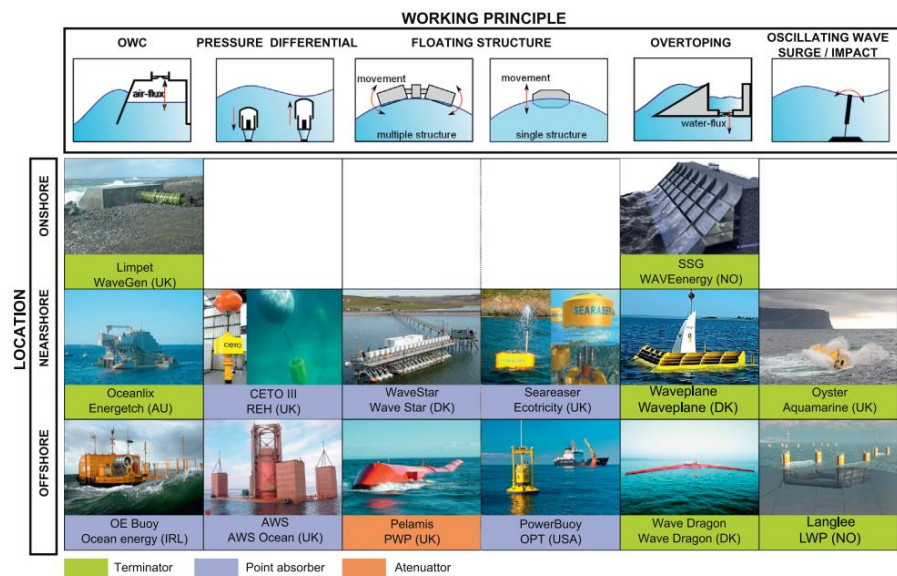 WORKING PRINCIPLE
OWC
PRESSURE DIFFERENTIAL
FLOATING STRUCTURE
OVERTOPING
OSCILLATING WAVE
SURGE / IMPACT
air-flux
movement
multiple structure
movement
single structure
water-flux
LOCATION
ONSHORE
Limpet
WaveGen (UK)
SSG
WAVEenergy (NO)
NEARSHORE
CETO
SEARASER
Oceanlix
Energetch (AU)
CETO III
REH (UK)
WaveStar
Wave Star (DK)
Seareaser
Ecotricity (UK)
Waveplane
Waveplane (DK)
Oyster
Aquamarine (UK)
OFFSHORE
OE Buoy
Ocean energy (IRL)
AWS
AWS Ocean (UK)
Pelamis
PWP (UK)
PowerBuoy
OPT (USA)
Wave Dragon
Wave Dragon (DK)
Langlee
LWP (NO)
Terminator
Point absorber
Atenuattor